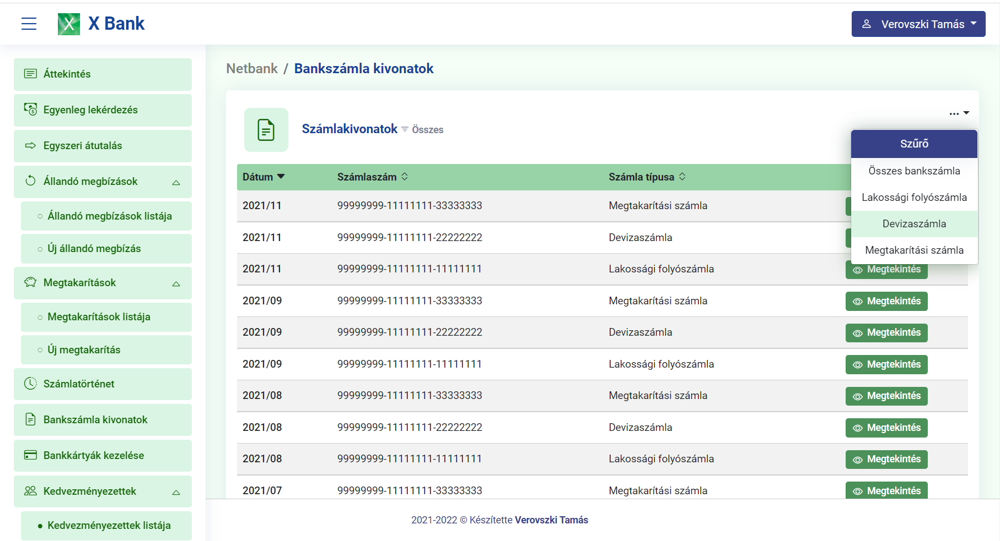 X Bank
Verovszki Tamás
Áttekintés
Egyenleg lekérdezés
Egyszeri átutalás
Állandó megbízások
Állandó megbízások listája
Új állandó megbízás
Megtakarítások
Megtakarítások listája
Új megtakarítás
Számlatörténet
Bankszámla kivonatok
Bankkártyák kezelése
Kedvezményezettek
Kedvezményezettek listája
Netbank / Bankszámla kivonatok
Számlakivonatok Összes
Szűrő
Összes bankszámla
Lakossági folyószámla
Devizaszámla
Megtakarítási számla
Dátum Számlaszám Számla típusa
2021/11 99999999-11111111-33333333 Megtakarítási számla
2021/11 99999999-11111111-22222222 Devizaszámla
2021/11 99999999-11111111-11111111 Lakossági folyószámla Megtekintés
2021/09 99999999-11111111-33333333 Megtakarítási számla Megtekintés
2021/09 99999999-11111111-22222222 Devizaszámla Megtekintés
2021/09 99999999-11111111-11111111 Lakossági folyószámla Megtekintés
2021/08 99999999-11111111-33333333 Megtakarítási számla Megtekintés
2021/08 99999999-11111111-22222222 Devizaszámla Megtekintés
2021/08 99999999-11111111-11111111 Lakossági folyószámla Megtekintés
2021/07 99999999-11111111-33333333 Megtakarítási számla Megtekintés
2021-2022 © Készítette Verovszki Tamás